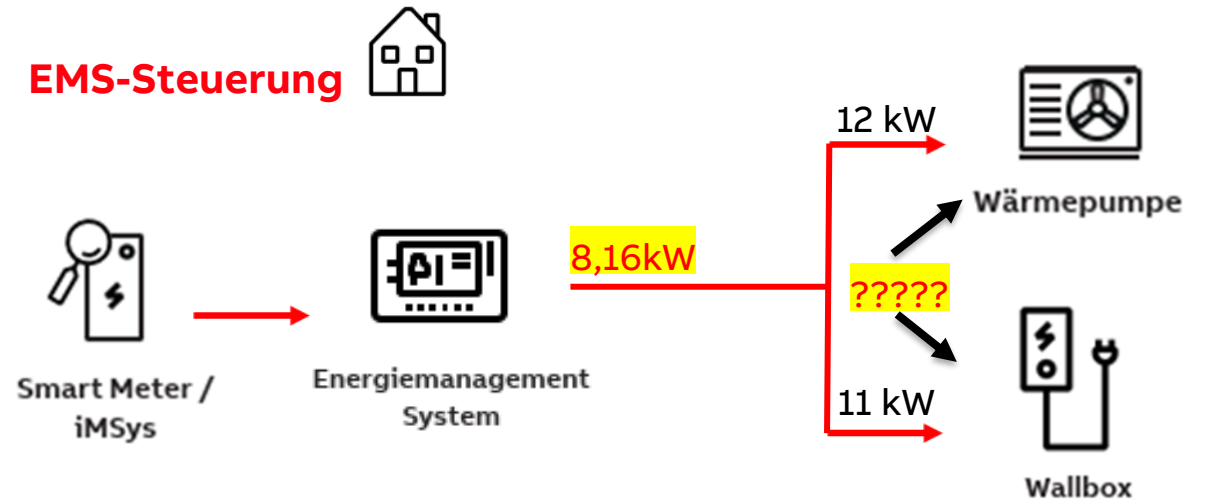 EMS-Steuerung
12 kW
Wärmepumpe
8,16kW
?????
Smart Meter /
iMSys
Energiemanagement
System
11 kW
Wallbox